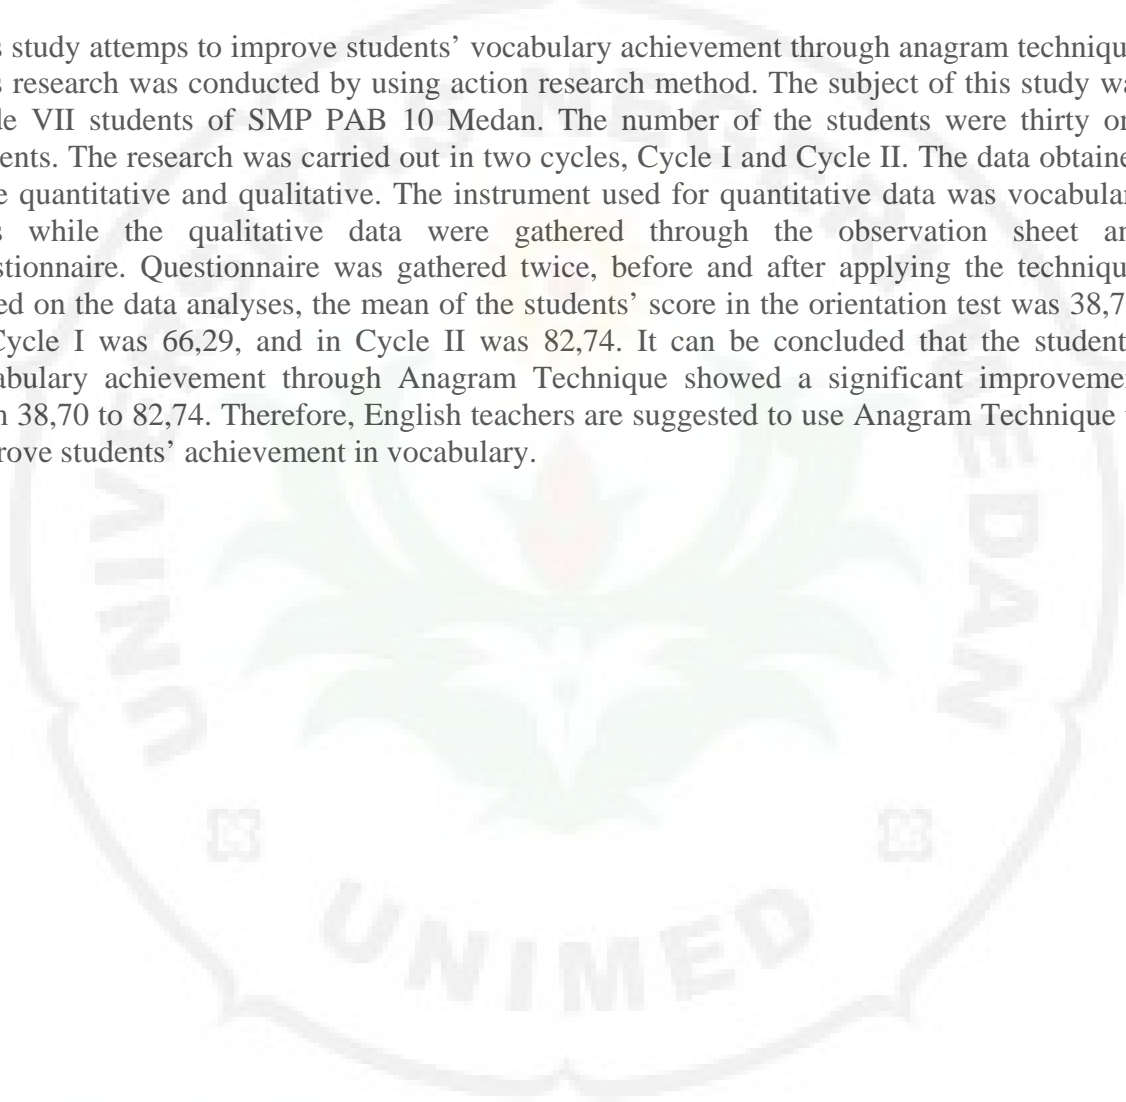 s study attemps to improve students’ vocabulary achievement through anagram techniqu
s research was conducted by using action research method. The subject of this study wa
de VII students of SMP PAB 10 Medan. The number of the students were thirty on
ents. The research was carried out in two cycles, Cycle I and Cycle II. The data obtaine
e quantitative and qualitative. The instrument used for quantitative data was vocabular
s while the qualitative data were gathered through the observation sheet an
stionnaire. Questionnaire was gathered twice, before and after applying the techniqu
ed on the data analyses, the mean of the students’ score in the orientation test was 38,7
Cycle I was 66,29, and in Cycle II was 82,74. It can be concluded that the student
abulary achievement through Anagram Technique showed a significant improvemen
m 38,70 to 82,74. Therefore, English teachers are suggested to use Anagram Technique t
rove students’ achievement in vocabulary.
UNIVERSITAS NEGERI MEDAN
UNIMED